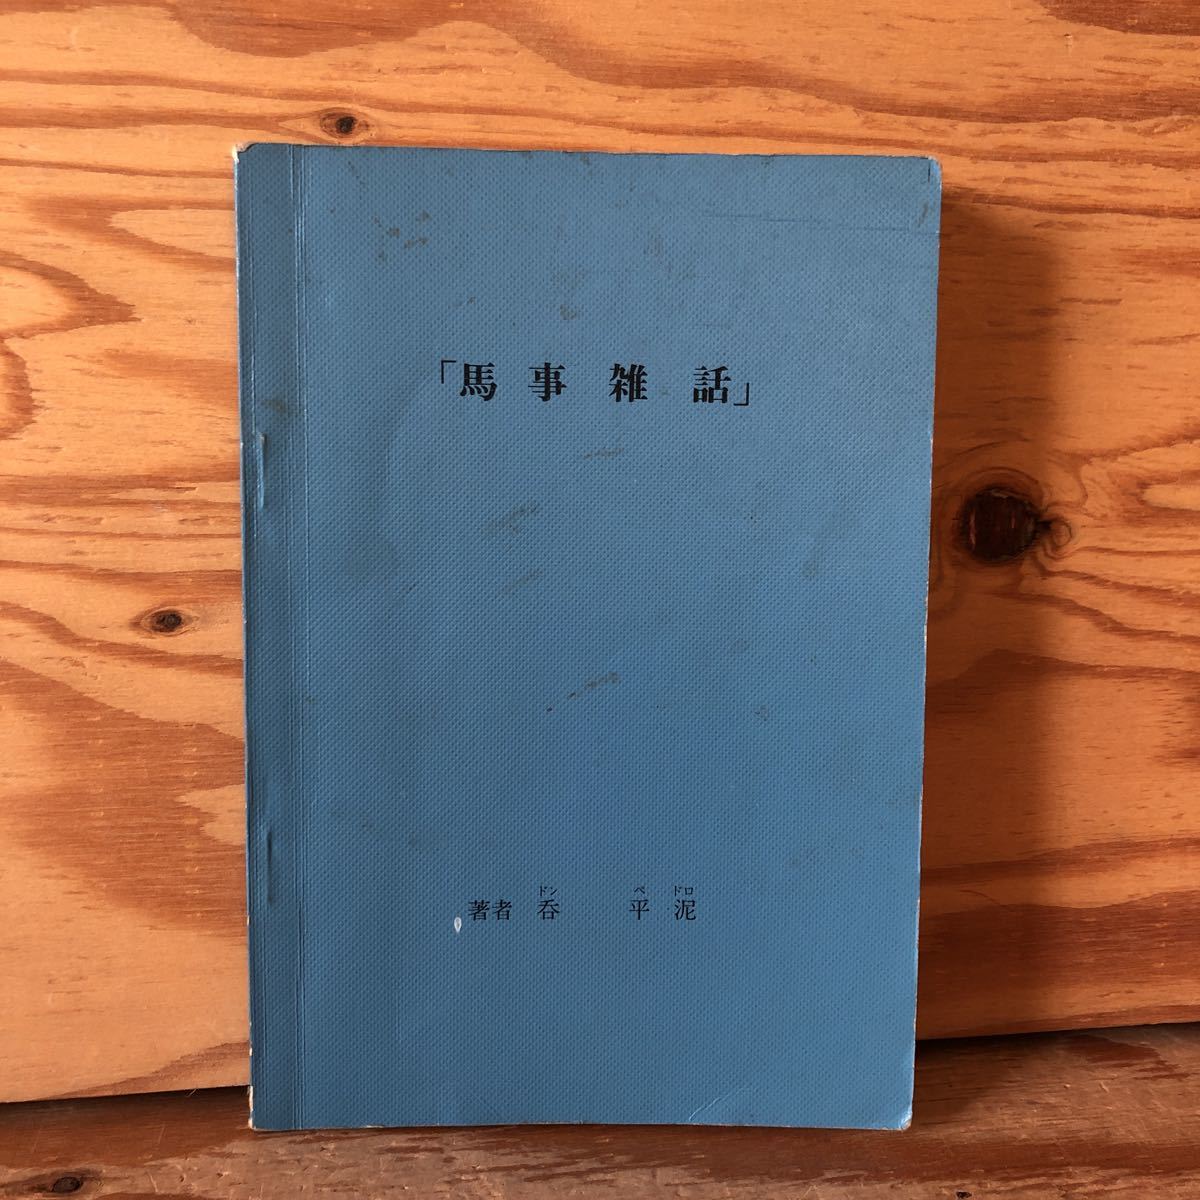 「馬事雑話」
ドン ペ ドロ
著者 呑 平 泥